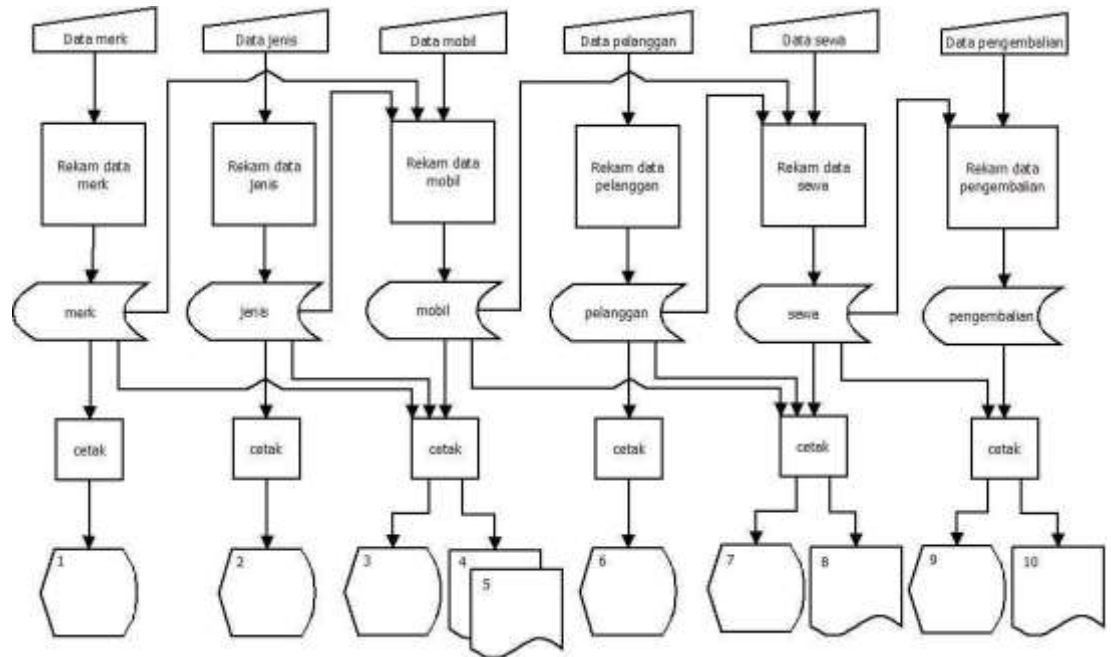 Data merk
Data jenis
Data mobil
Data pelanggan
Data sewa
Data pengembalian
Rekam data
merk
Rekam data
jenis
Rekam data
mobil
Rekam data
pelanggan
Rekam data
sewa
Rekam data
pengembalian
merk
jenis
mobil
pelanggan
sewa
pengembalian
cetak
cetak
cetak
cetak
cetak
cetak
1
2
3
4
5
6
7
8
9
10